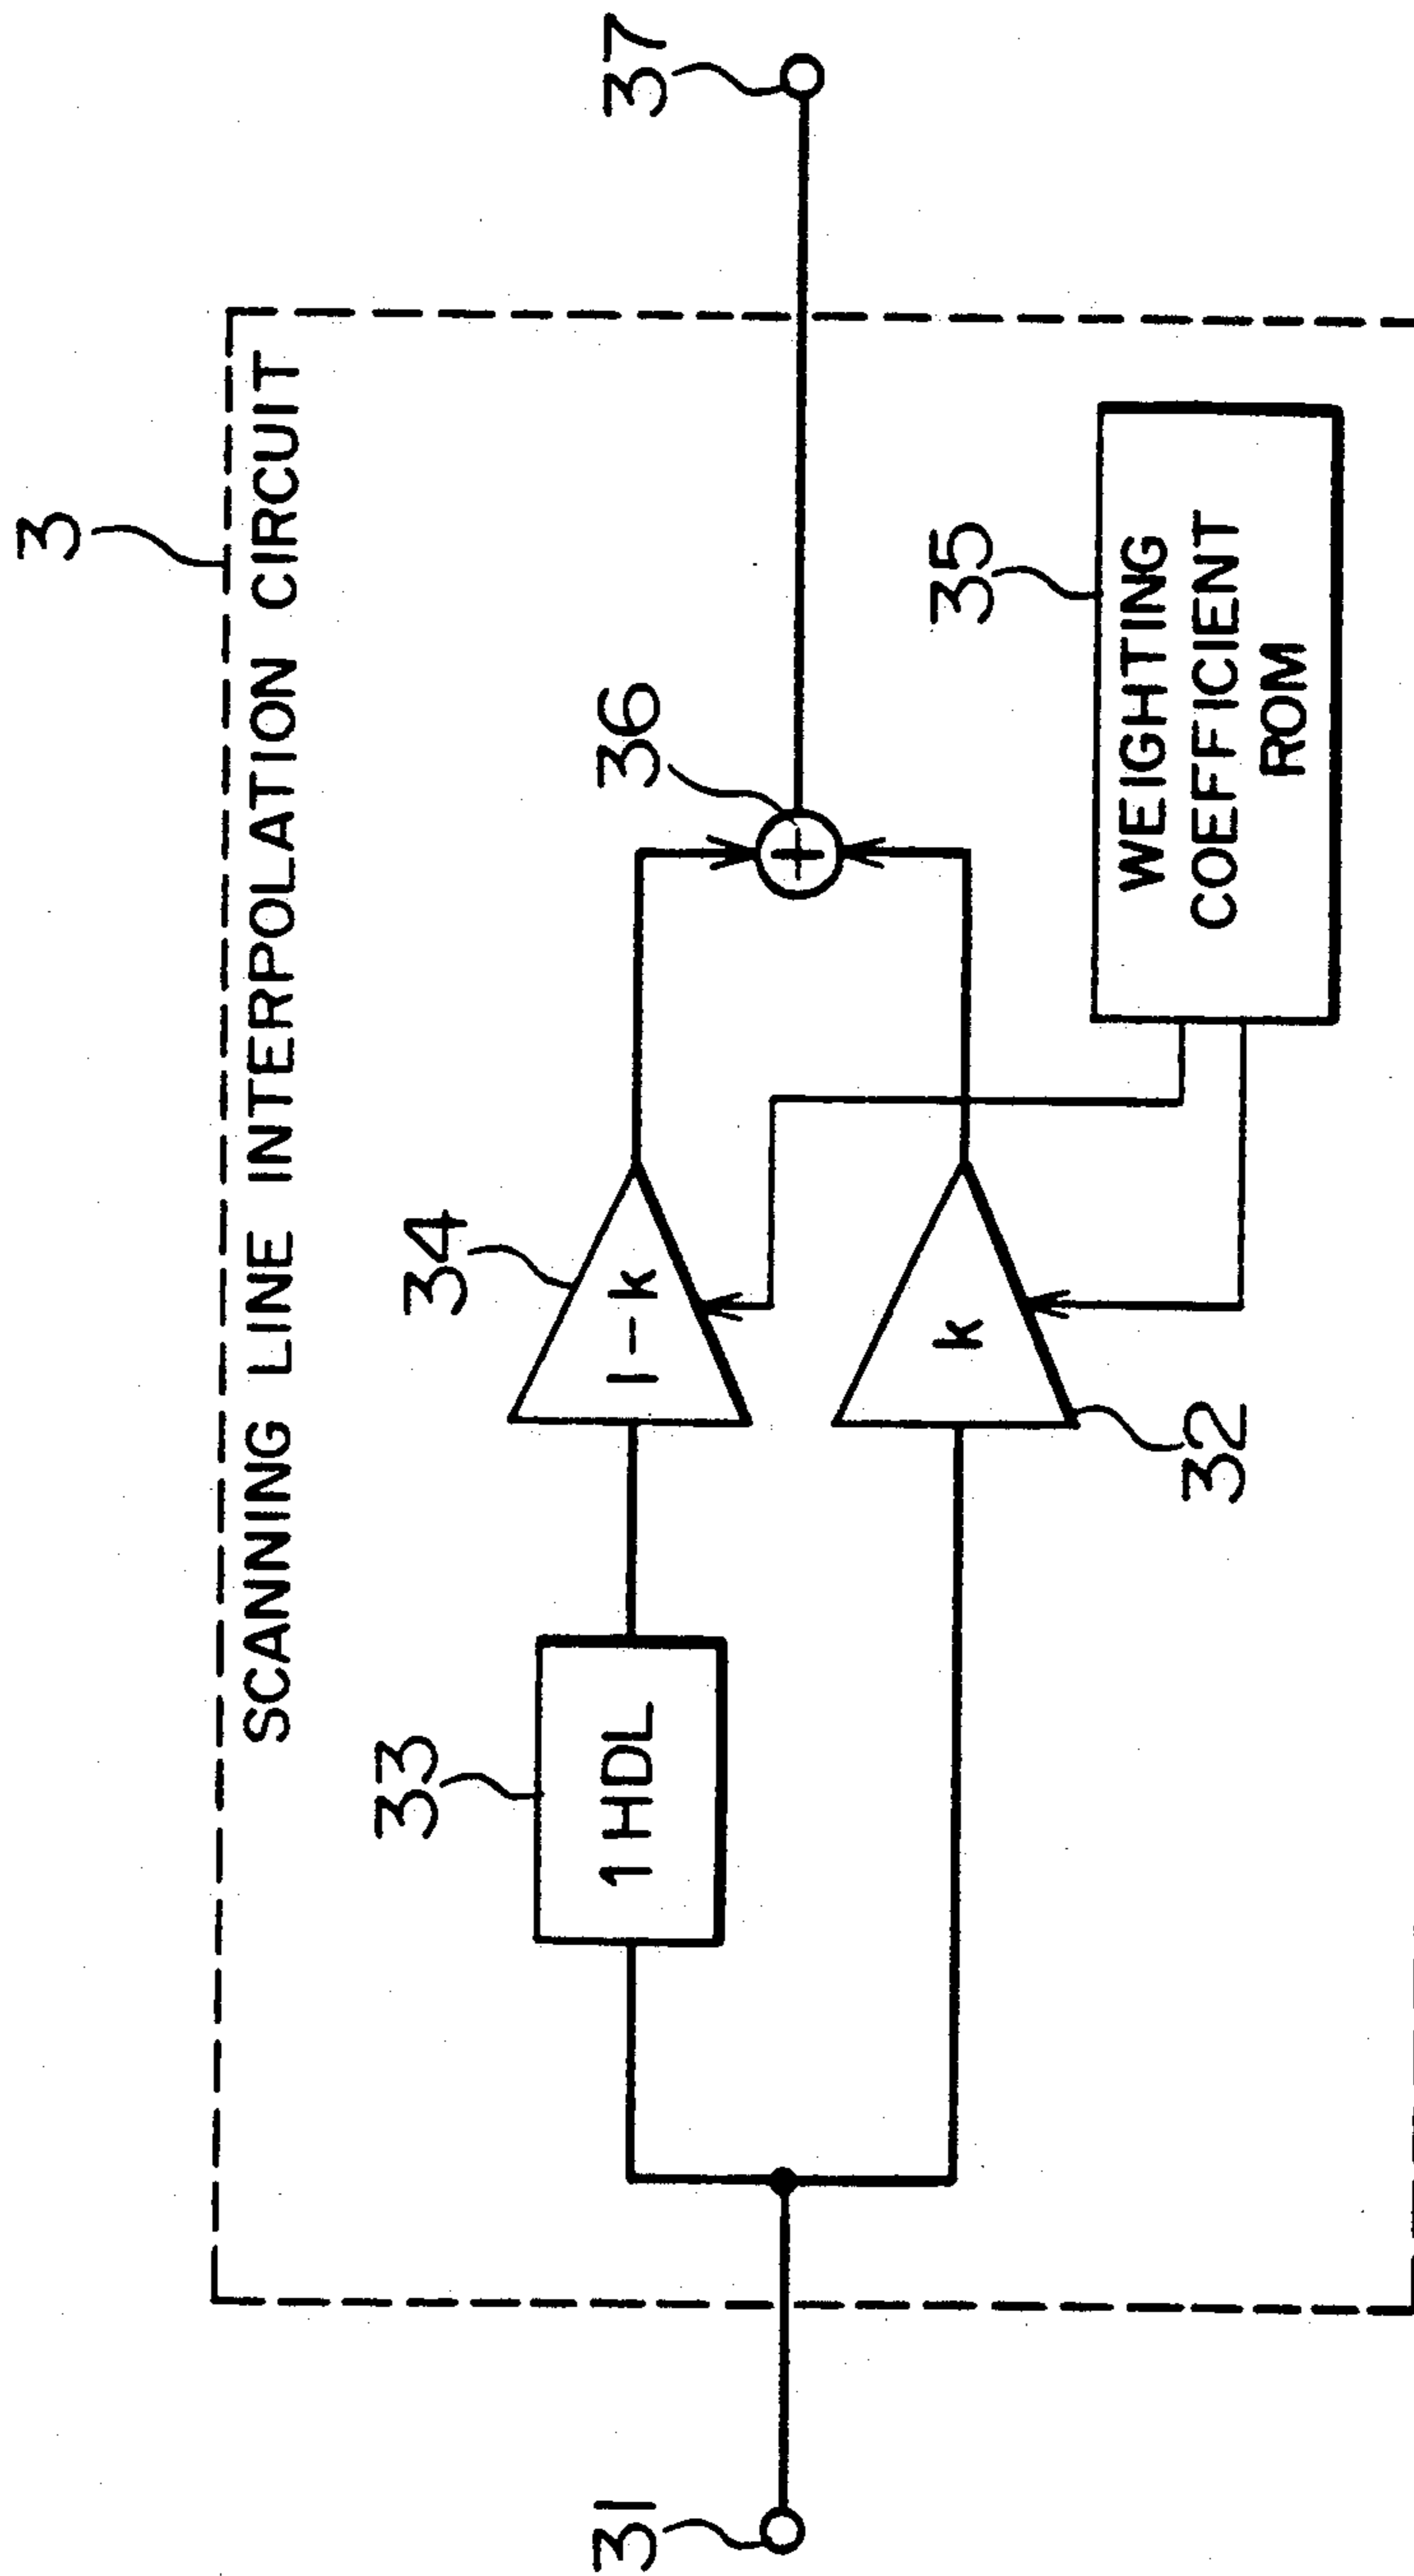 3
SCANNING LINE INTERPOLATION CIRCUIT
33
1HDL
34
1-k
36
37
31
32
k
35
WEIGHTING
COEFFICIENT
ROM